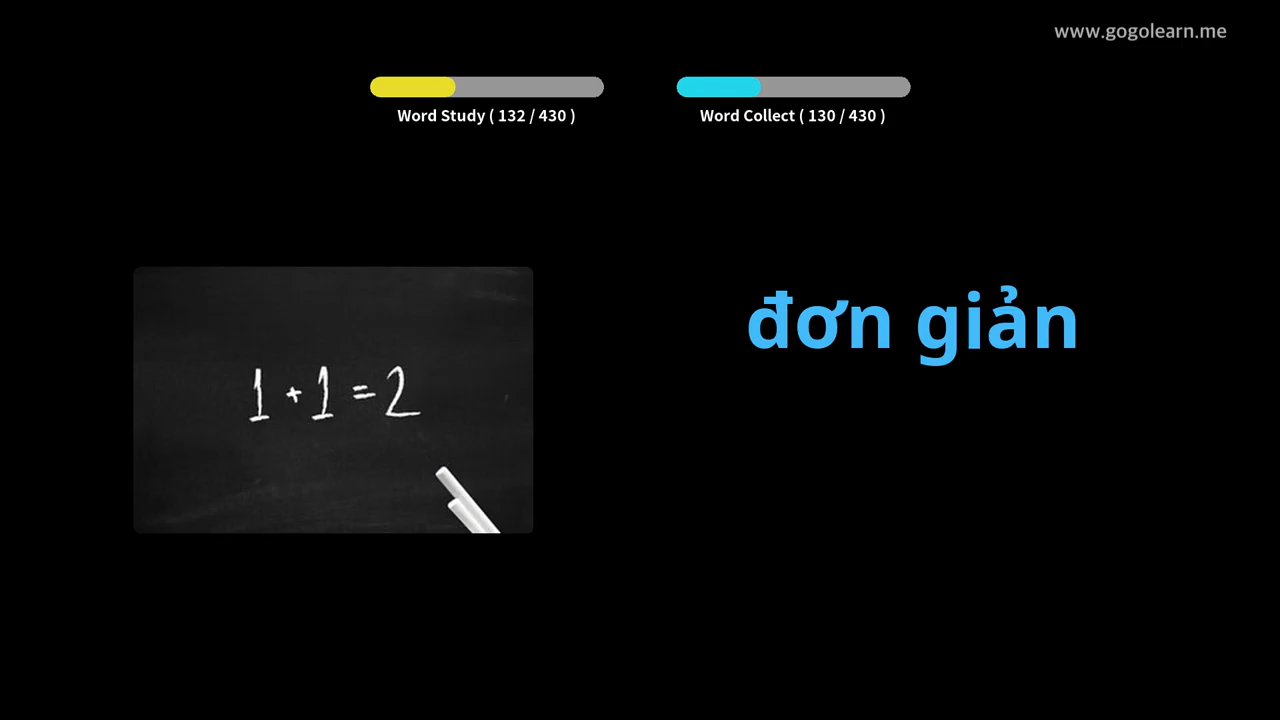 www.gogolearn.me
Word Study ( 132 / 430 )
Word Collect ( 130 / 430 )
đơn giản
1 + 1 = 2